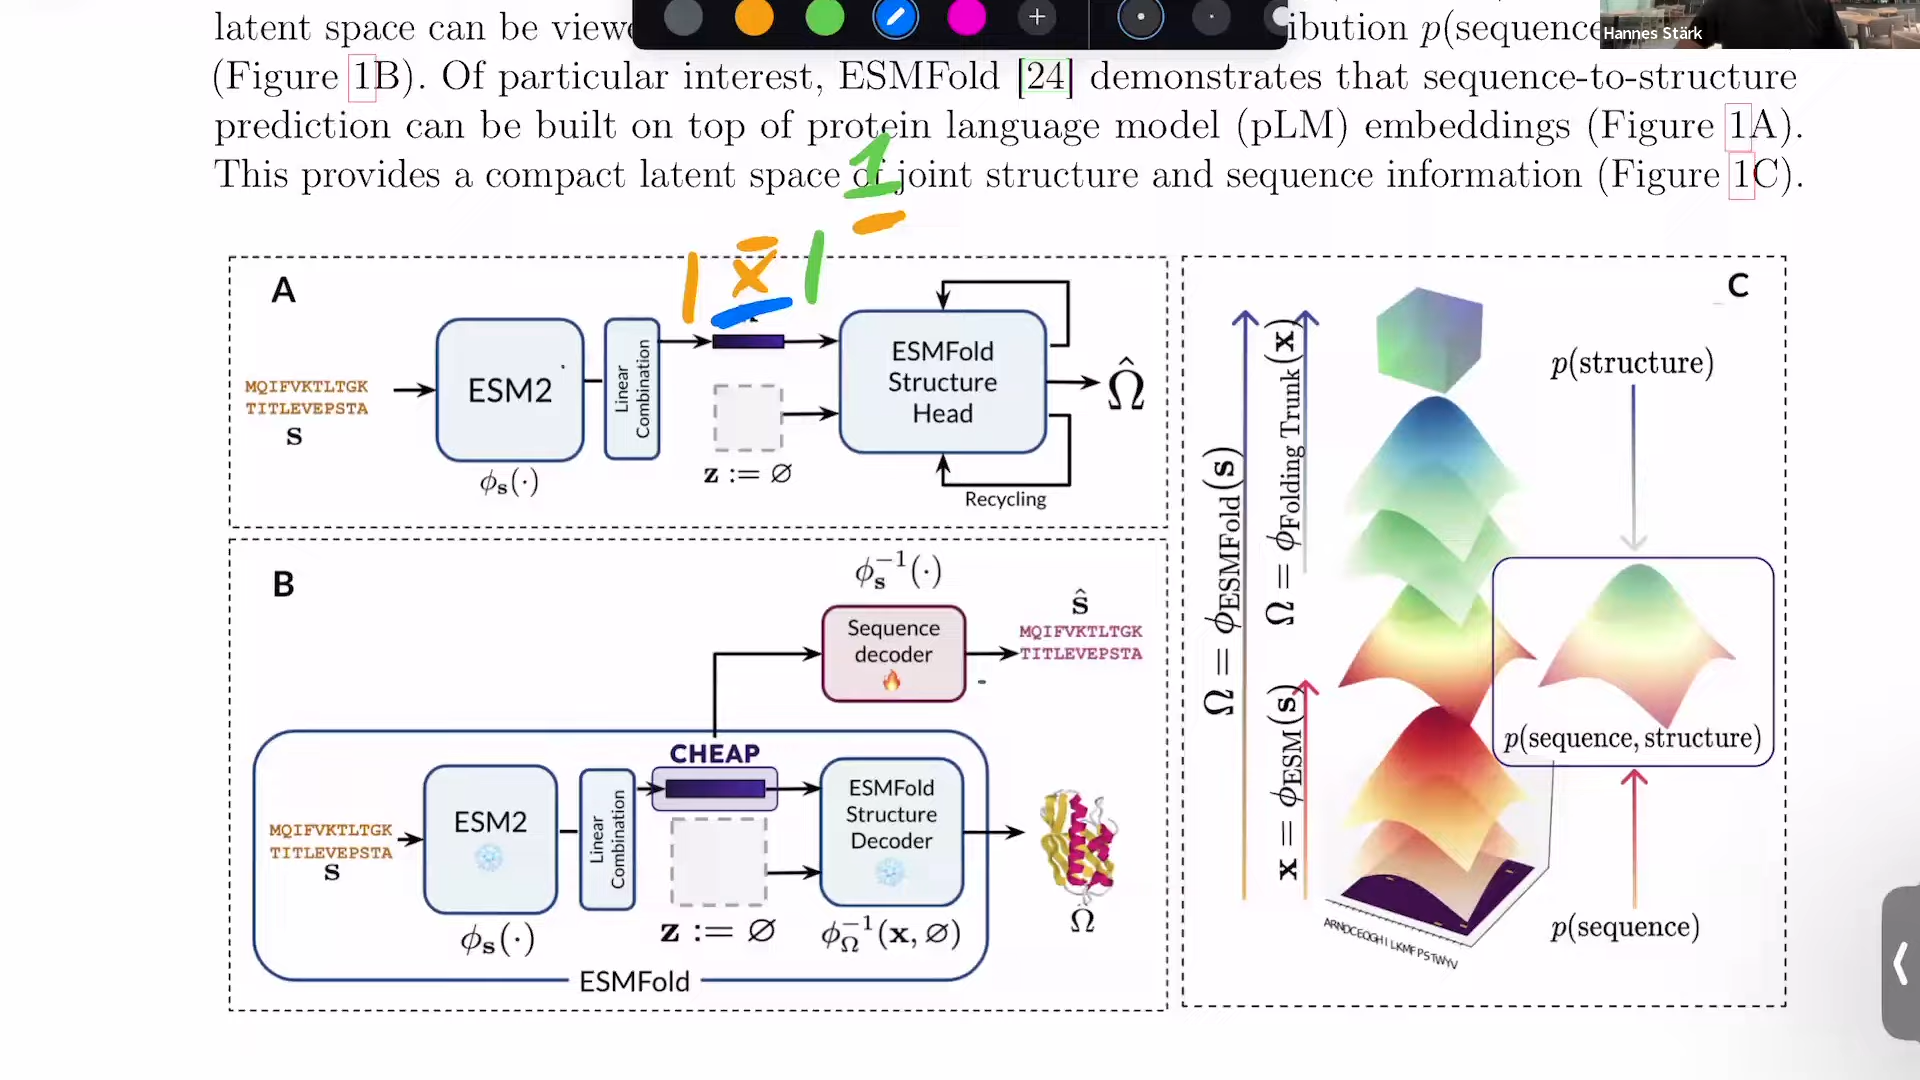 latent space can be viewe
ibution p(sequence
Hannes Stärk
(Figure 1B). Of particular interest, ESMFold [24] demonstrates that sequence-to-structure
prediction can be built on top of protein language model (pLM) embeddings (Figure 1A).
This provides a compact latent space of joint structure and sequence information (Figure 1C).
1
x̄
A
MQIFVKTLTGK
TITLEVEPSTA
s
ESM2
ϕs(·)
Linear
Combination
z := ∅
ESMFold
Structure
Head
Recycling
Ω̂
B
ϕs⁻¹(·)
Sequence
decoder
ŝ
MQIFVKTLTGK
TITLEVEPSTA
CHEAP
MQIFVKTLTGK
TITLEVEPSTA
s
ESM2
ϕs(·)
Linear
Combination
z := ∅
ESMFold
Structure
Decoder
ϕΩ⁻¹(x, ∅)
Ω̂
ESMFold
C
Ω = ϕESMFold(s)
Ω = ϕFolding Trunk(x)
x = ϕESM(s)
p(structure)
p(sequence, structure)
p(sequence)
ARNDCEQGHILKMFPSTWYV